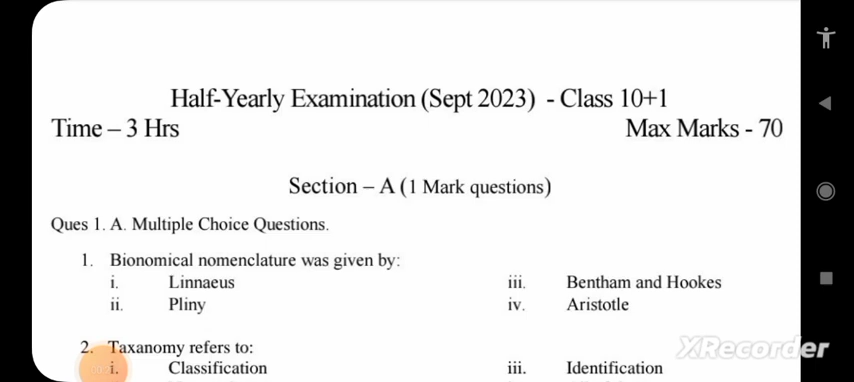 Half-Yearly Examination (Sept 2023) - Class 10+1
Time – 3 Hrs Max Marks - 70
Section – A (1 Mark questions)
Ques 1. A. Multiple Choice Questions.
1. Bionomical nomenclature was given by:
i. Linnaeus iii. Bentham and Hookes
ii. Pliny iv. Aristotle
2. Taxanomy refers to:
i. Classification iii. Identification
XRecorder